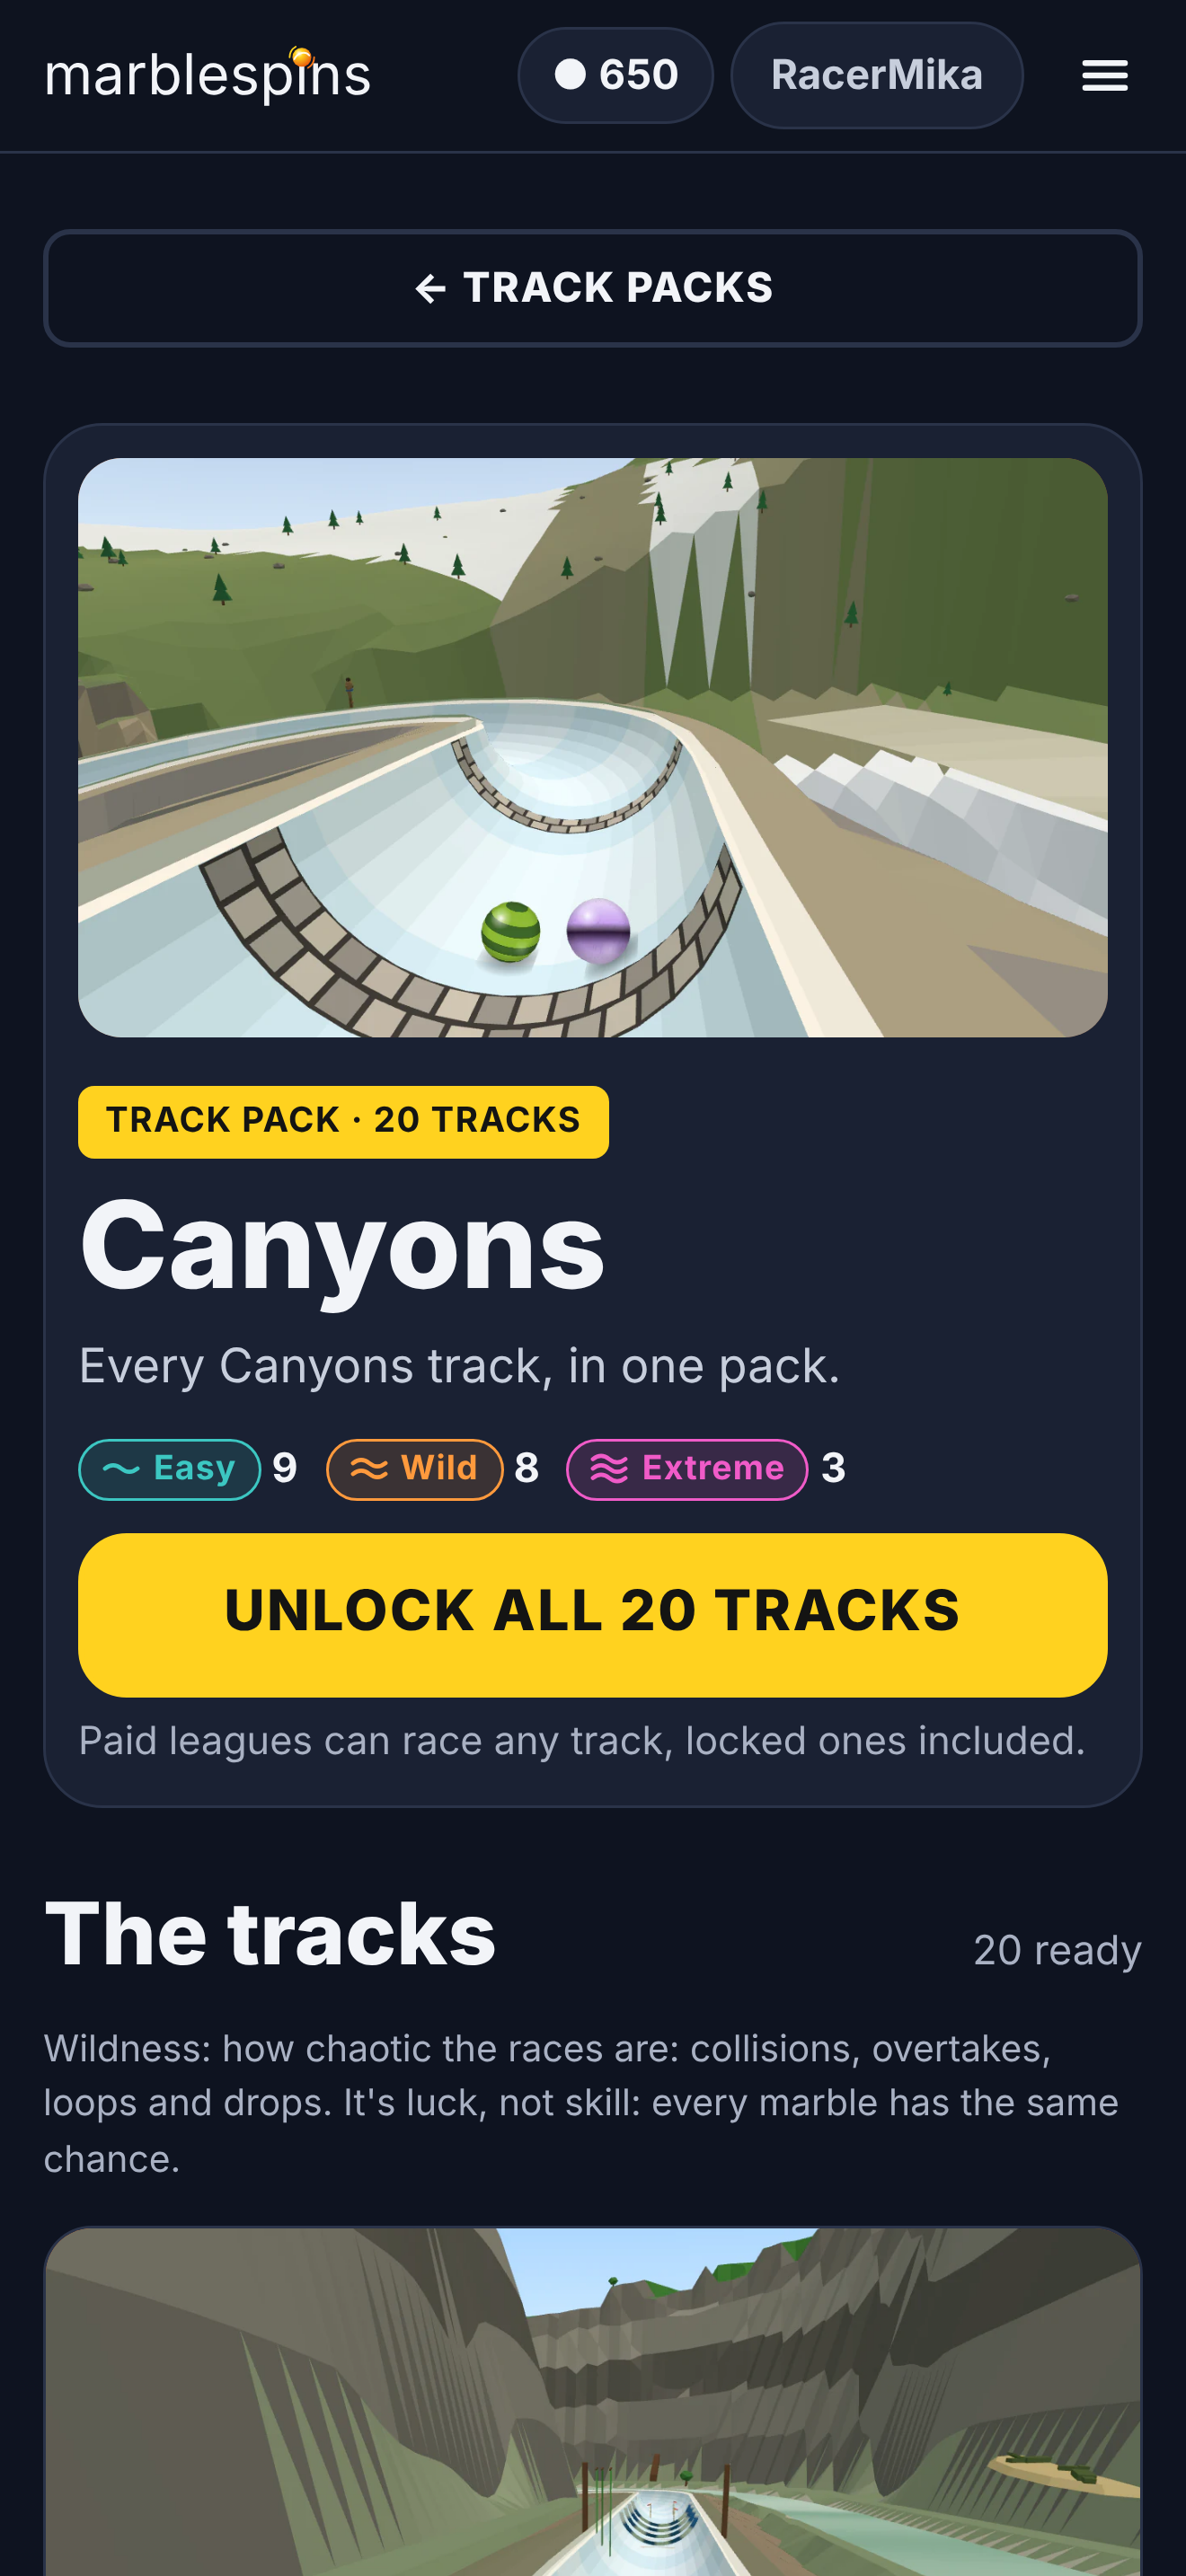 marblespins
650
RacerMika
← TRACK PACKS
TRACK PACK · 20 TRACKS
Canyons
Every Canyons track, in one pack.
Easy 9 Wild 8 Extreme 3
UNLOCK ALL 20 TRACKS
Paid leagues can race any track, locked ones included.
The tracks
20 ready
Wildness: how chaotic the races are: collisions, overtakes,
loops and drops. It's luck, not skill: every marble has the same
chance.